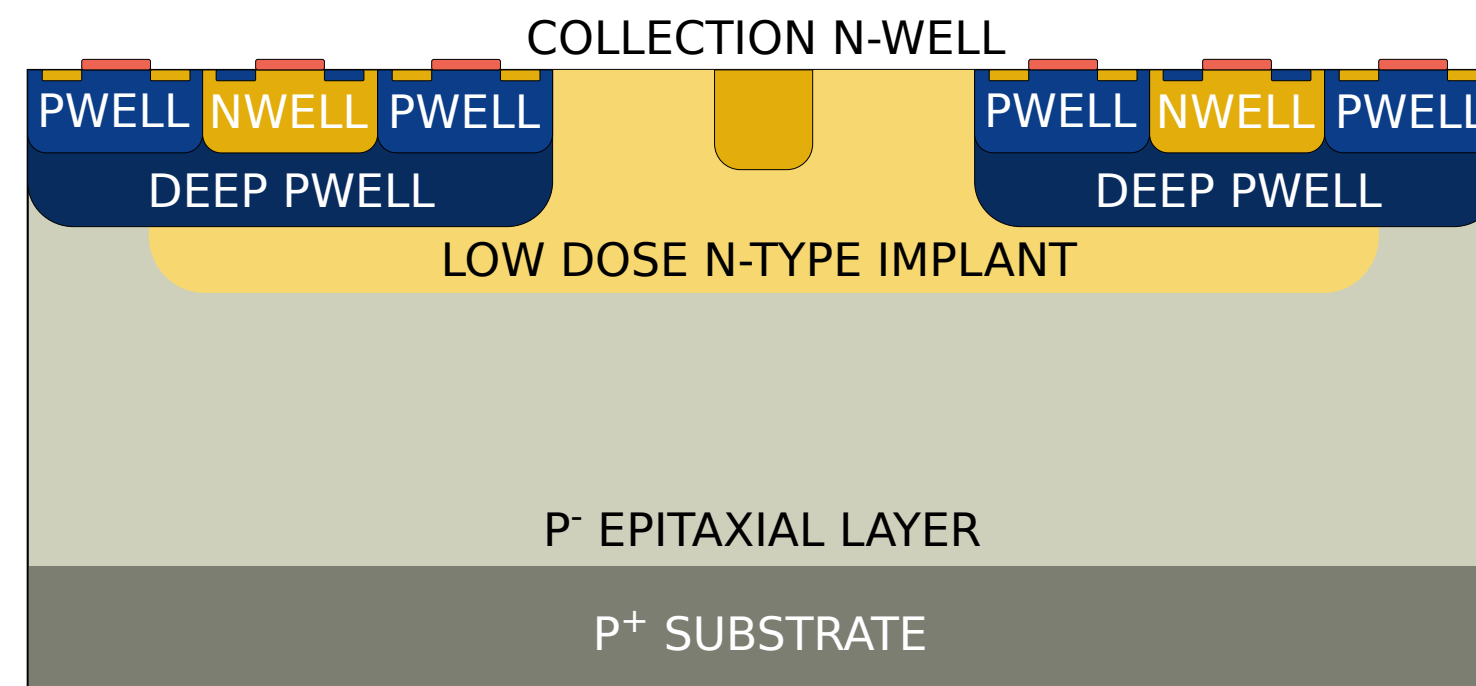 COLLECTION N-WELL
PWELL NWELL PWELL PWELL NWELL PWELL
DEEP PWELL DEEP PWELL
LOW DOSE N-TYPE IMPLANT
P- EPITAXIAL LAYER
P+ SUBSTRATE